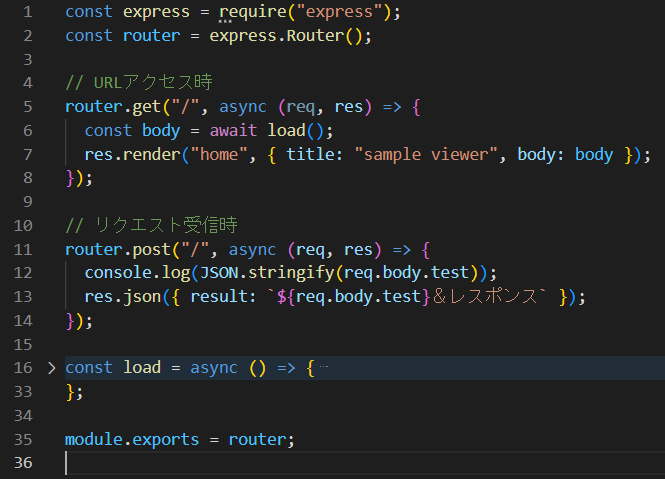 1 const express = require("express");
2 const router = express.Router();
3
4 // URLアクセス時
5 router.get("/", async (req, res) => {
6   const body = await load();
7   res.render("home", { title: "sample viewer", body: body });
8 });
9
10 // リクエスト受信時
11 router.post("/", async (req, res) => {
12   console.log(JSON.stringify(req.body.test));
13   res.json({ result: `${req.body.test}&レスポンス` });
14 });
15
16 const load = async () => {…
33 };
34
35 module.exports = router;
36